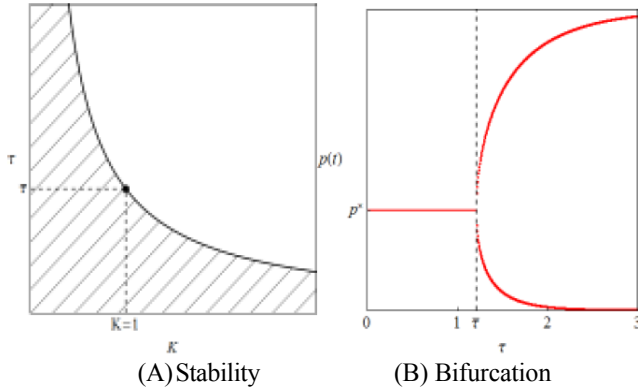 τ
τ̄
K=1
K
(A) Stability
p(t)
p*
0 1 τ̄ 2 3
τ
(B) Bifurcation